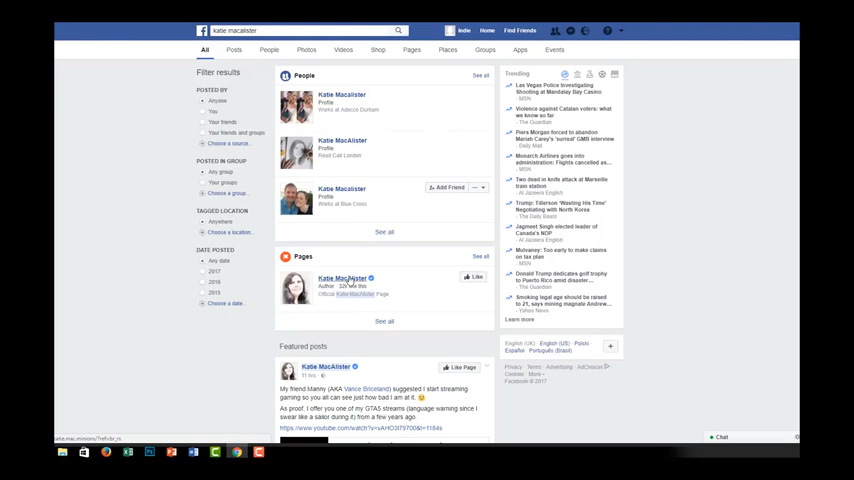 katie macalister
Indie Home Find Friends
All Posts People Photos Videos Shop Pages Places Groups Apps Events
Filter results
POSTED BY
Anyone
You
Your friends
Your friends and groups
Choose a source...
POSTED IN GROUP
Any group
Your groups
Choose a group...
TAGGED LOCATION
Anywhere
Choose a location...
DATE POSTED
Any date
2017
2016
2015
Choose a date...
People See all
Katie Macalister
Profile
Works at Adecco Durham
Katie MacAlister
Profile
Read Call London
Katie Macalister
Profile
Works at Blue Cross
Add Friend
See all
Pages See all
Katie MacAlister
Author · 32K like this
Official Katie MacAlister Page
Like
See all
Featured posts
Katie MacAlister
11 hrs ·
Like Page
My friend Manny (AKA Vance Briceland) suggested I start streaming
gaming so you all can see just how bad I am at it.
As proof, I offer you one of my GTA5 streams (language warning since I
swear like a sailor during it) from a few years ago.
Trending
Las Vegas Police Investigating
Shooting at Mandalay Bay Casino
- MSN
Violence against Catalan voters: what
we know so far
- The Guardian
Piers Morgan forced to abandon
Mariah Carey's 'surreal' GMB interview
- Daily Mail
Monarch Airlines goes into
administration: Flights cancelled as...
- MSN
Two dead in knife attack at Marseille
train station
- Al Jazeera English
Trump: Tillerson 'Wasting His Time'
Negotiating with North Korea
- The Daily Beast
Jagmeet Singh elected leader of
Canada's NDP
- Al Jazeera English
Mulvaney: Too early to make claims
on tax plan
- MSN
Donald Trump dedicates golf trophy
to Puerto Rico amid disaster...
- The Guardian
Smoking legal age should be raised
to 21, says mining magnate Andrew...
- Yahoo News
Learn more
English (UK) · English (US) · Polski ·
Español · Português (Brasil)
Privacy · Terms · Advertising · AdChoices
Cookies · More
Facebook © 2017
Chat